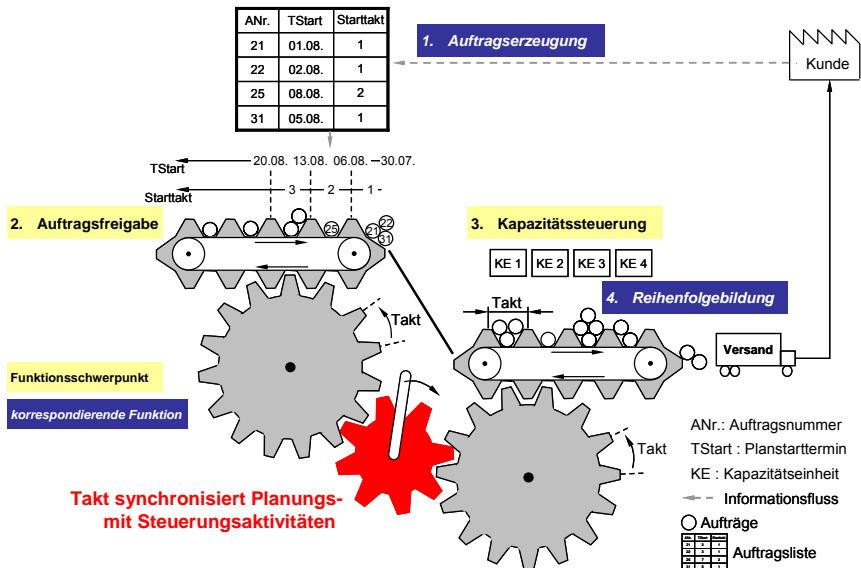 ANr. TStart Starttakt
21 01.08. 1
22 02.08. 1
25 08.08. 2
31 05.08. 1
1. Auftragserzeugung
Kunde
TStart 20.08. 13.08. 06.08. 30.07.
Starttakt 3 2 1
2. Auftragsfreigabe
25 21 22 31
3. Kapazitätssteuerung
KE 1 KE 2 KE 3 KE 4
4. Reihenfolgebildung
Takt
Takt
Versand
Funktionsschwerpunkt
korrespondierende Funktion
Takt
Takt synchronisiert Planungs-
mit Steuerungsaktivitäten
ANr.: Auftragsnummer
TStart : Planstarttermin
KE : Kapazitätseinheit
Informationsfluss
Aufträge
Auftragsliste